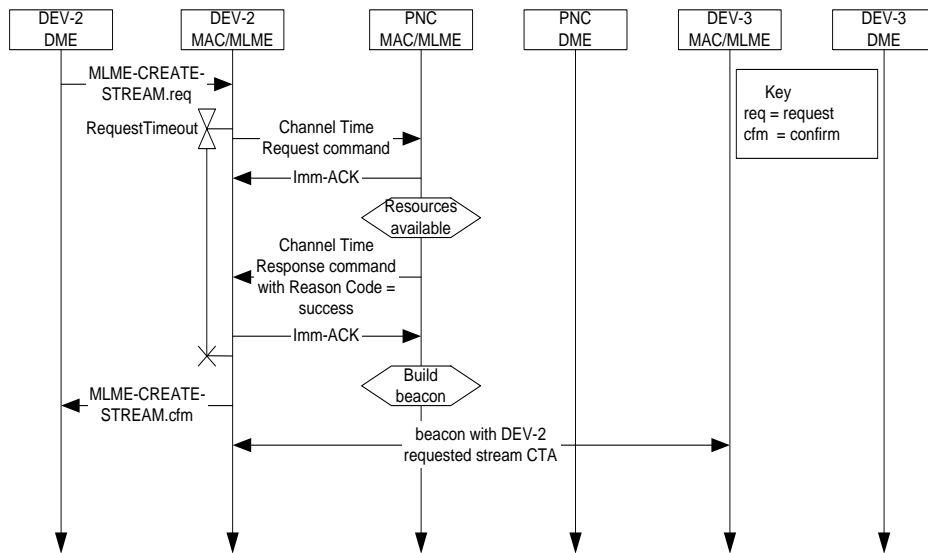 DEV-2 DME
DEV-2 MAC/MLME
PNC MAC/MLME
PNC DME
DEV-3 MAC/MLME
DEV-3 DME
MLME-CREATE-
STREAM.req
Key
req = request
cfm = confirm
RequestTimeout
Channel Time
Request command
Imm-ACK
Resources
available
Channel Time
Response command
with Reason Code =
success
Imm-ACK
Build
beacon
MLME-CREATE-
STREAM.cfm
beacon with DEV-2
requested stream CTA